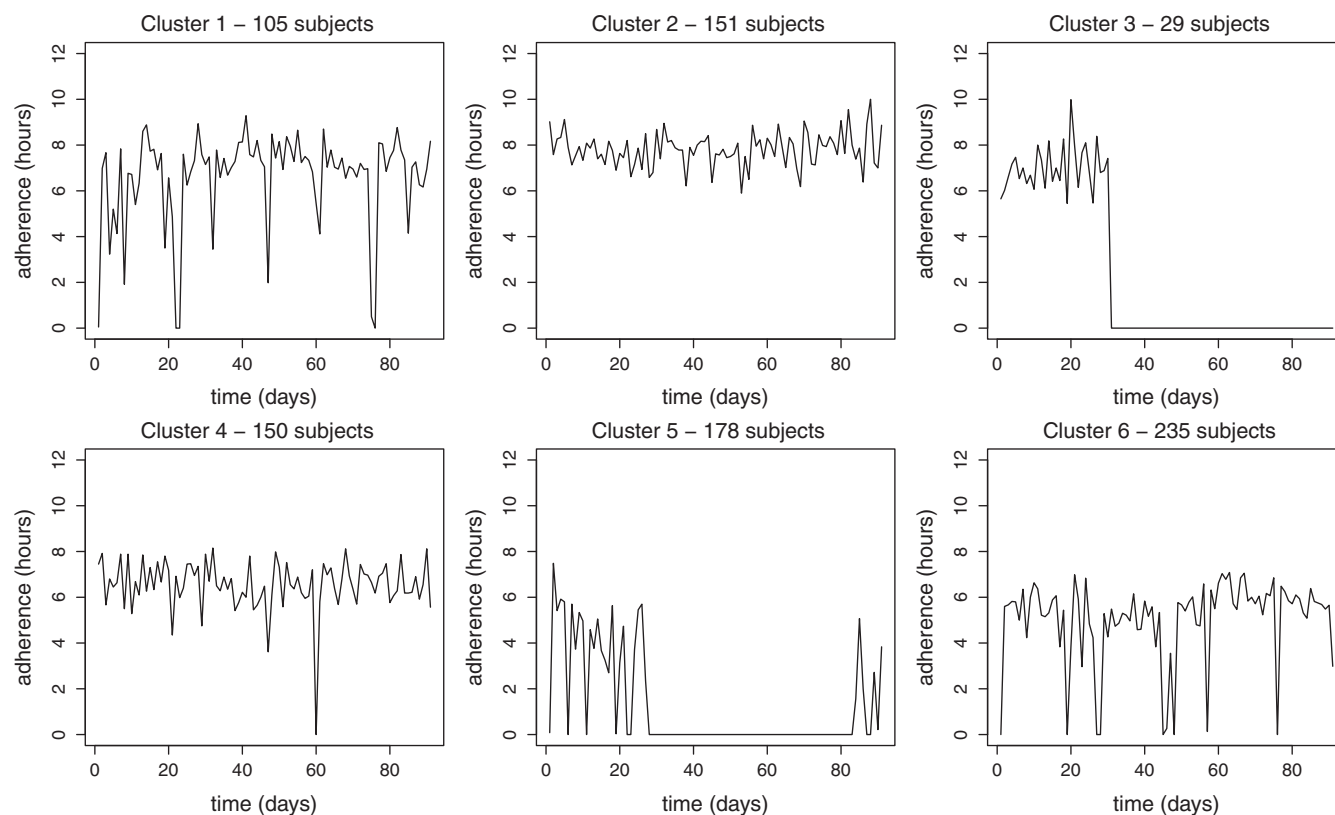 Cluster 1 – 105 subjects
adherence (hours)
12
10
8
6
4
2
0
0 20 40 60 80
time (days)
Cluster 2 – 151 subjects
adherence (hours)
12
10
8
6
4
2
0
0 20 40 60 80
time (days)
Cluster 3 – 29 subjects
adherence (hours)
12
10
8
6
4
2
0
0 20 40 60 80
time (days)
Cluster 4 – 150 subjects
adherence (hours)
12
10
8
6
4
2
0
0 20 40 60 80
time (days)
Cluster 5 – 178 subjects
adherence (hours)
12
10
8
6
4
2
0
0 20 40 60 80
time (days)
Cluster 6 – 235 subjects
adherence (hours)
12
10
8
6
4
2
0
0 20 40 60 80
time (days)